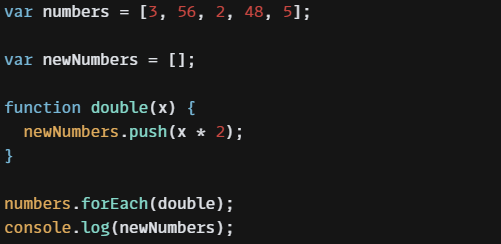 var numbers = [3, 56, 2, 48, 5];
var newNumbers = [];
function double(x) {
  newNumbers.push(x * 2);
}
numbers.forEach(double);
console.log(newNumbers);